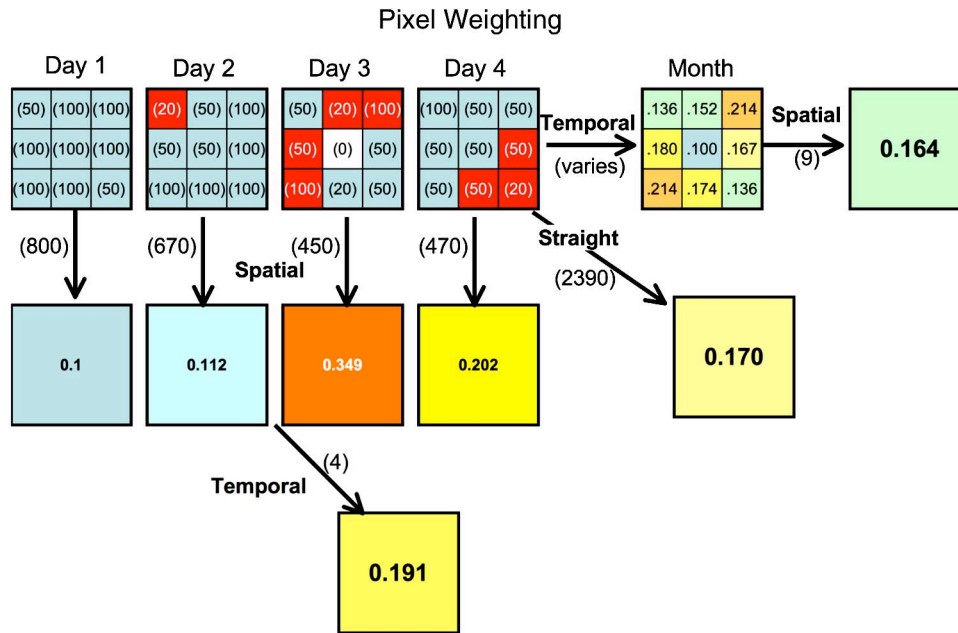 Pixel Weighting
Day 1 Day 2 Day 3 Day 4 Month
(50) (100) (100) (20) (50) (100) (50) (20) (100) (100) (50) (50) .136 .152 .214
Temporal Spatial
(100) (100) (100) (50) (50) (100) (50) (0) (50) (50) (50) (50) .180 .100 .167
(varies) (9) 0.164
(100) (100) (50) (100) (100) (100) (100) (20) (50) (50) (50) (20) .214 .174 .136
(800) (670) (450) (470) Straight
Spatial (2390)
0.1 0.112 0.349 0.202 0.170
(4)
Temporal
0.191